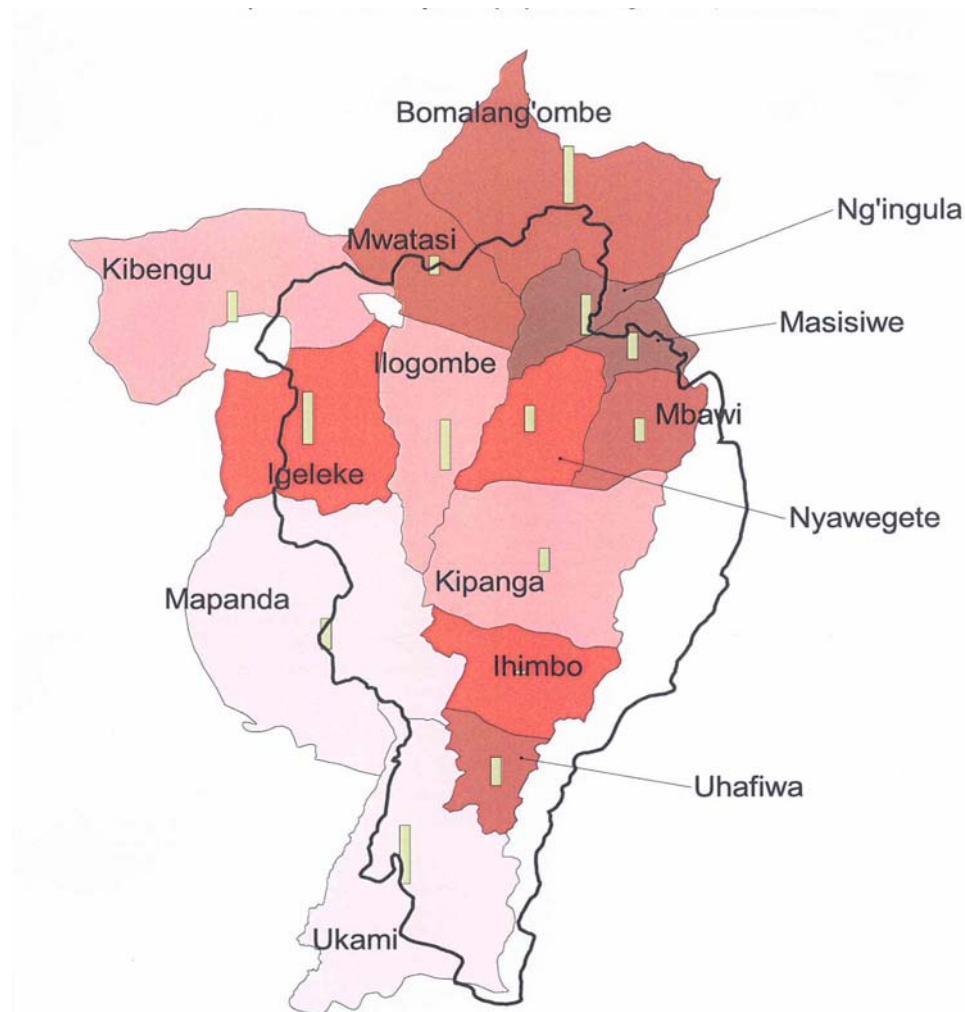 Bomalang'ombe
Ng'ingula
Mwatasi
Kibengu
Masisiwe
Ilogombe
Mbawi
Igeleke
Nyawegete
Kipanga
Mapanda
Ihimbo
Uhafiwa
Ukami